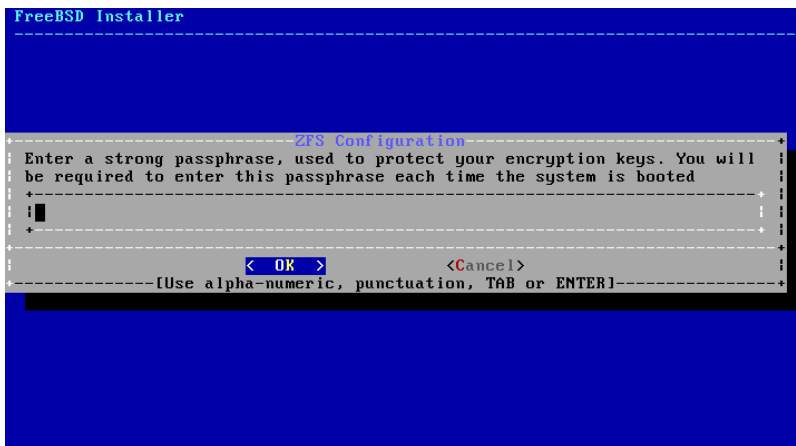 FreeBSD Installer
ZFS Configuration
Enter a strong passphrase, used to protect your encryption keys. You will
be required to enter this passphrase each time the system is booted
< OK > <Cancel>
[Use alpha-numeric, punctuation, TAB or ENTER]